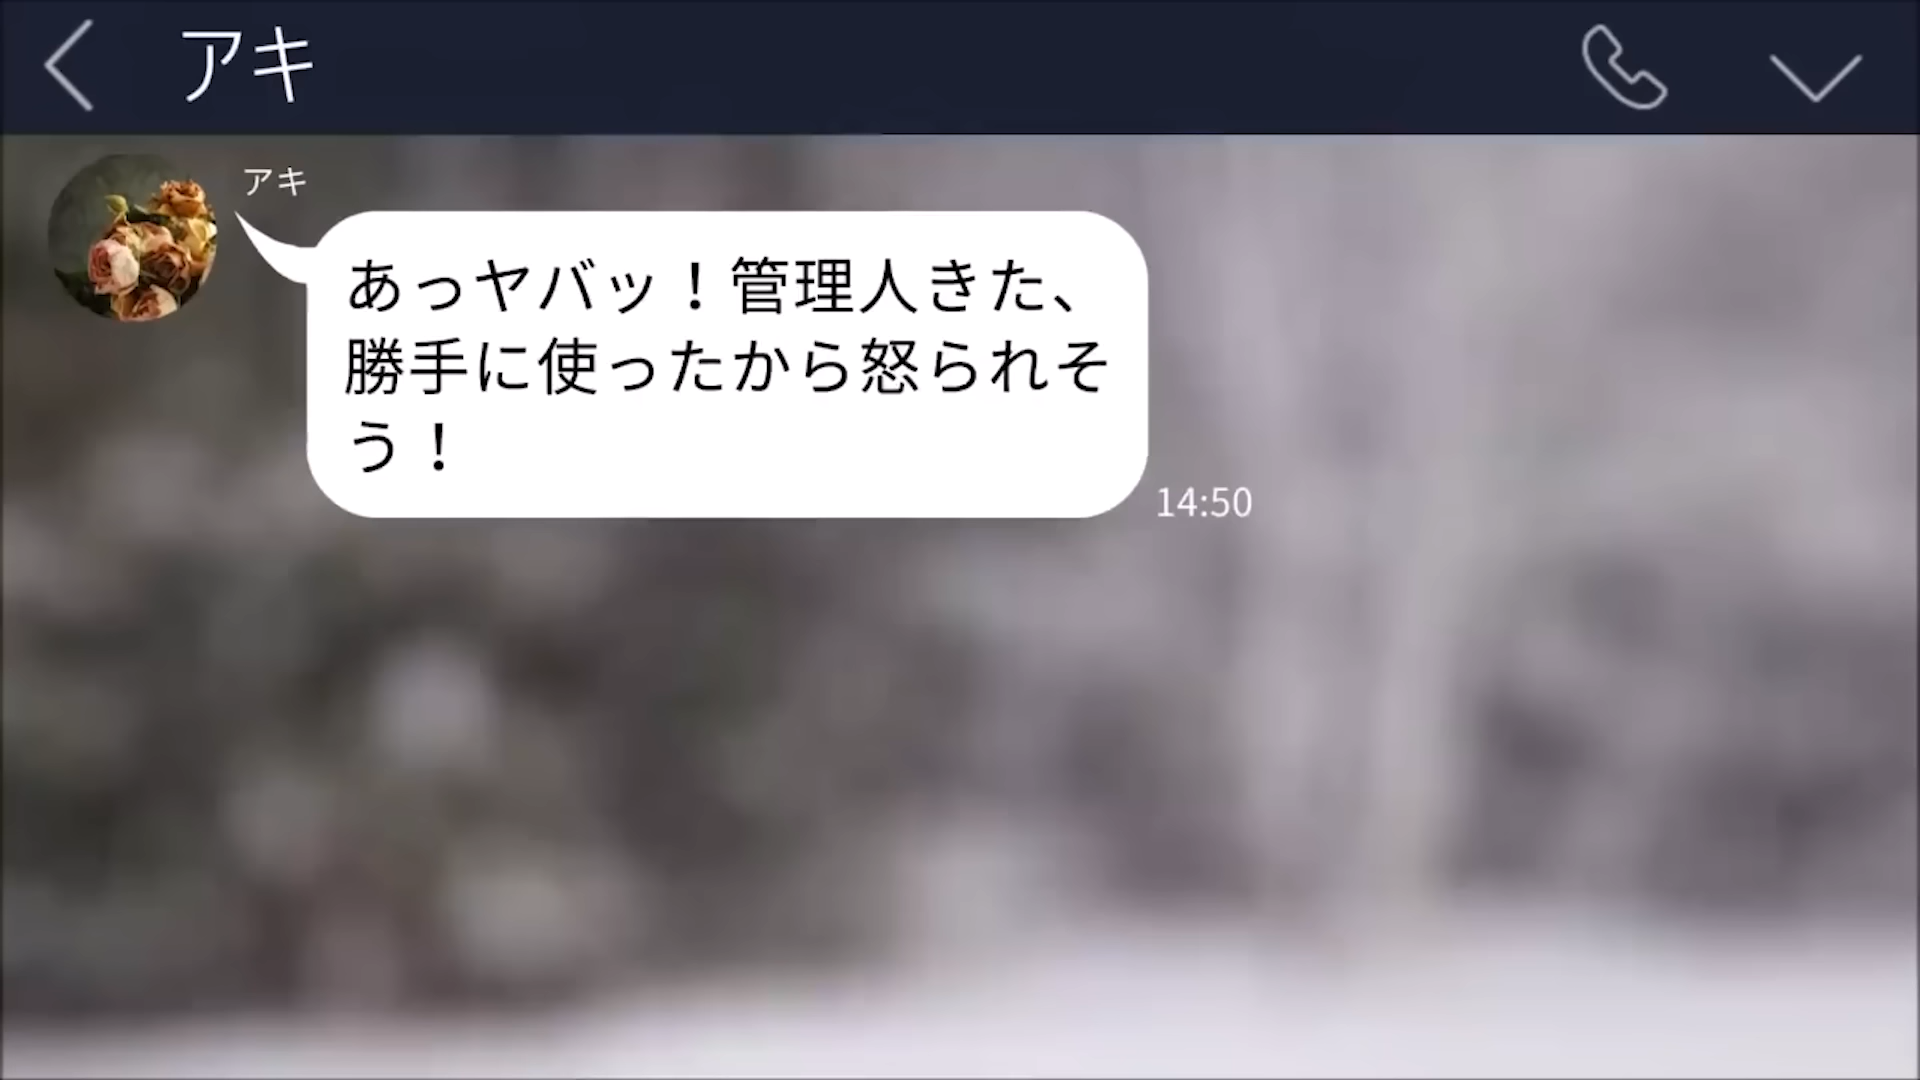 アキ
アキ
あっヤバッ！管理人きた、
勝手に使ったから怒られそ
う！
14:50